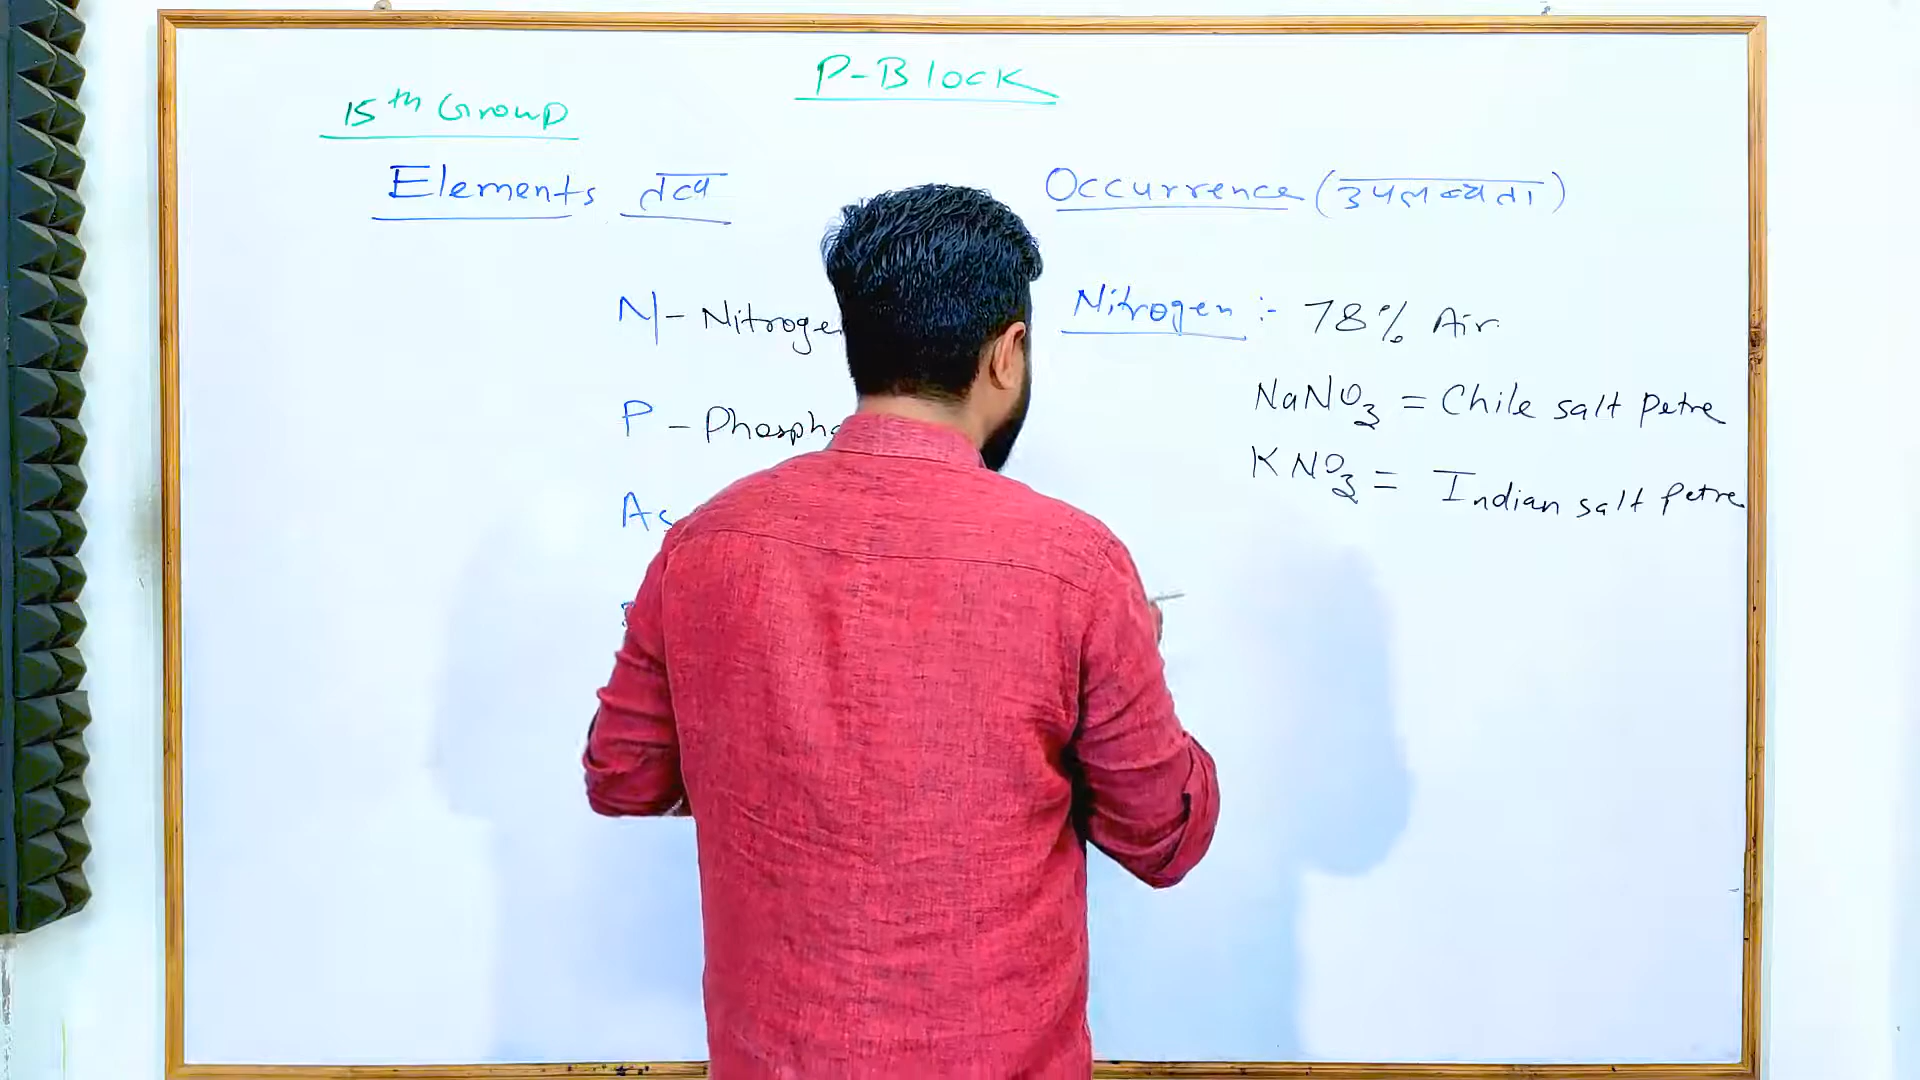 P-Block
15th Group
Elements तत्व
Occurrence (उपलब्धता)
N - Nitrogen
P - Phospho
As
Nitrogen :- 78% Air
NaNO3 = Chile salt petre
KNO3 = Indian salt petre